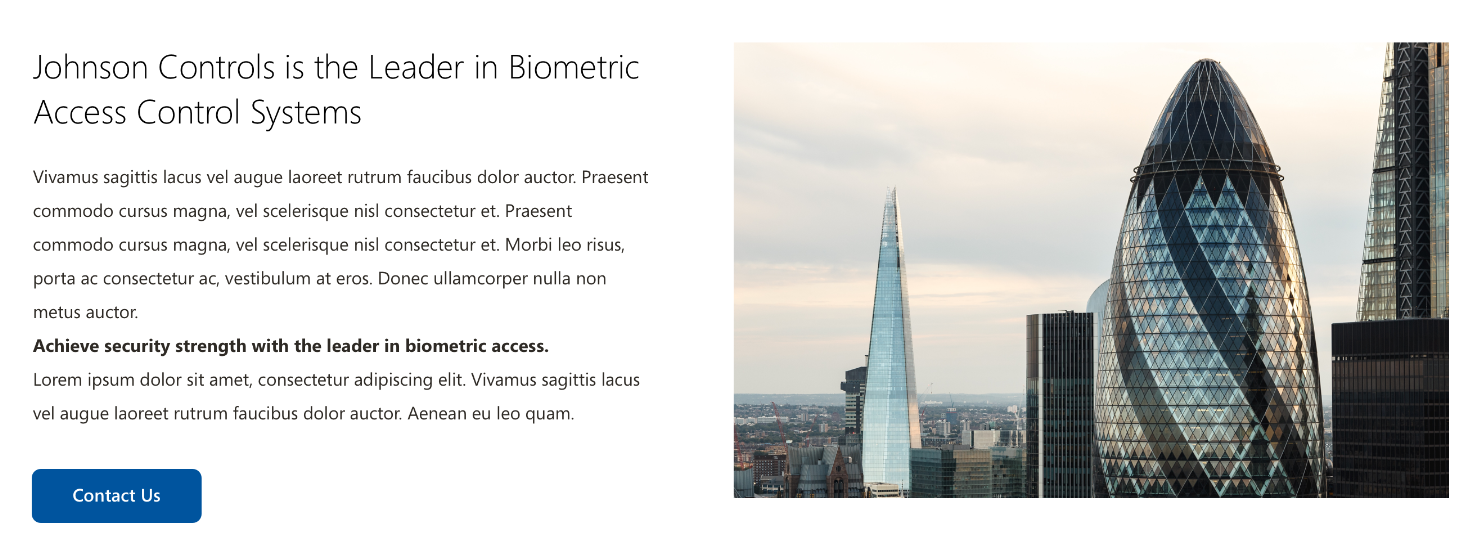 Johnson Controls is the Leader in Biometric
Access Control Systems
Vivamus sagittis lacus vel augue laoreet rutrum faucibus dolor auctor. Praesent
commodo cursus magna, vel scelerisque nisl consectetur et. Praesent
commodo cursus magna, vel scelerisque nisl consectetur et. Morbi leo risus,
porta ac consectetur ac, vestibulum at eros. Donec ullamcorper nulla non
metus auctor.
Achieve security strength with the leader in biometric access.
Lorem ipsum dolor sit amet, consectetur adipiscing elit. Vivamus sagittis lacus
vel augue laoreet rutrum faucibus dolor auctor. Aenean eu leo quam.
Contact Us